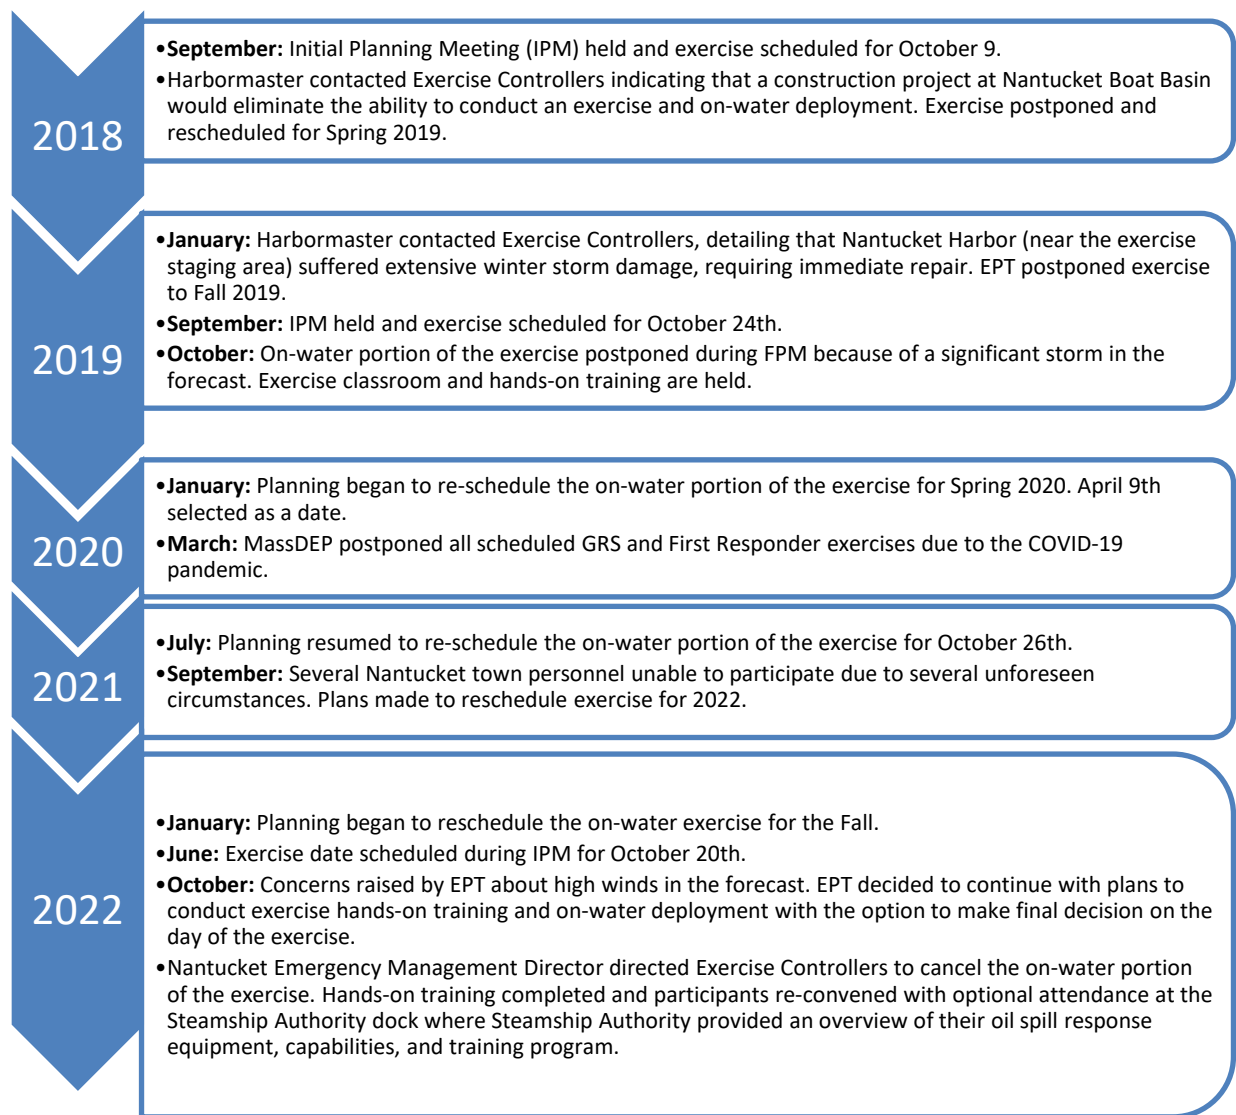 2018
•September: Initial Planning Meeting (IPM) held and exercise scheduled for October 9.
•Harbormaster contacted Exercise Controllers indicating that a construction project at Nantucket Boat Basin
would eliminate the ability to conduct an exercise and on-water deployment. Exercise postponed and
rescheduled for Spring 2019.
2019
•January: Harbormaster contacted Exercise Controllers, detailing that Nantucket Harbor (near the exercise
staging area) suffered extensive winter storm damage, requiring immediate repair. EPT postponed exercise
to Fall 2019.
•September: IPM held and exercise scheduled for October 24th.
•October: On-water portion of the exercise postponed during FPM because of a significant storm in the
forecast. Exercise classroom and hands-on training are held.
2020
•January: Planning began to re-schedule the on-water portion of the exercise for Spring 2020. April 9th
selected as a date.
•March: MassDEP postponed all scheduled GRS and First Responder exercises due to the COVID-19
pandemic.
2021
•July: Planning resumed to re-schedule the on-water portion of the exercise for October 26th.
•September: Several Nantucket town personnel unable to participate due to several unforeseen
circumstances. Plans made to reschedule exercise for 2022.
2022
•January: Planning began to reschedule the on-water exercise for the Fall.
•June: Exercise date scheduled during IPM for October 20th.
•October: Concerns raised by EPT about high winds in the forecast. EPT decided to continue with plans to
conduct exercise hands-on training and on-water deployment with the option to make final decision on the
day of the exercise.
•Nantucket Emergency Management Director directed Exercise Controllers to cancel the on-water portion
of the exercise. Hands-on training completed and participants re-convened with optional attendance at the
Steamship Authority dock where Steamship Authority provided an overview of their oil spill response
equipment, capabilities, and training program.